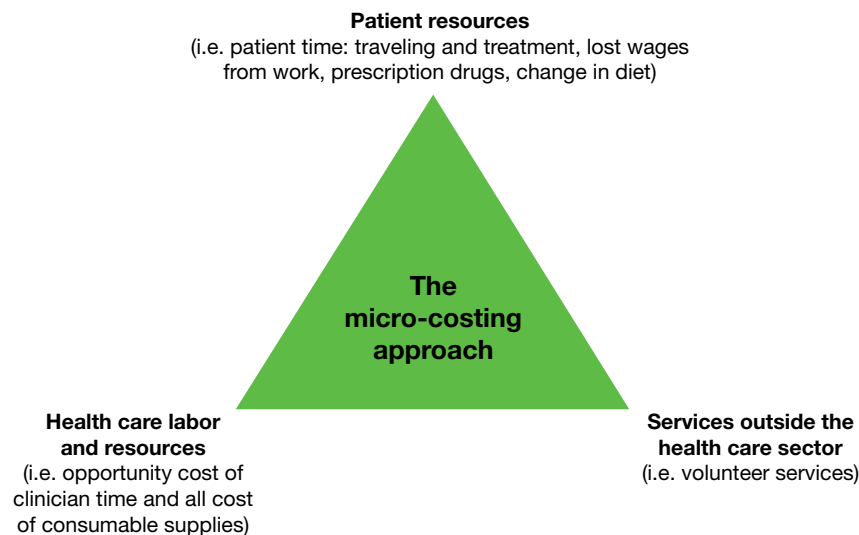 Patient resources
(i.e. patient time: traveling and treatment, lost wages
from work, prescription drugs, change in diet)
The
micro-costing
approach
Health care labor
and resources
(i.e. opportunity cost of
clinician time and all cost
of consumable supplies)
Services outside the
health care sector
(i.e. volunteer services)